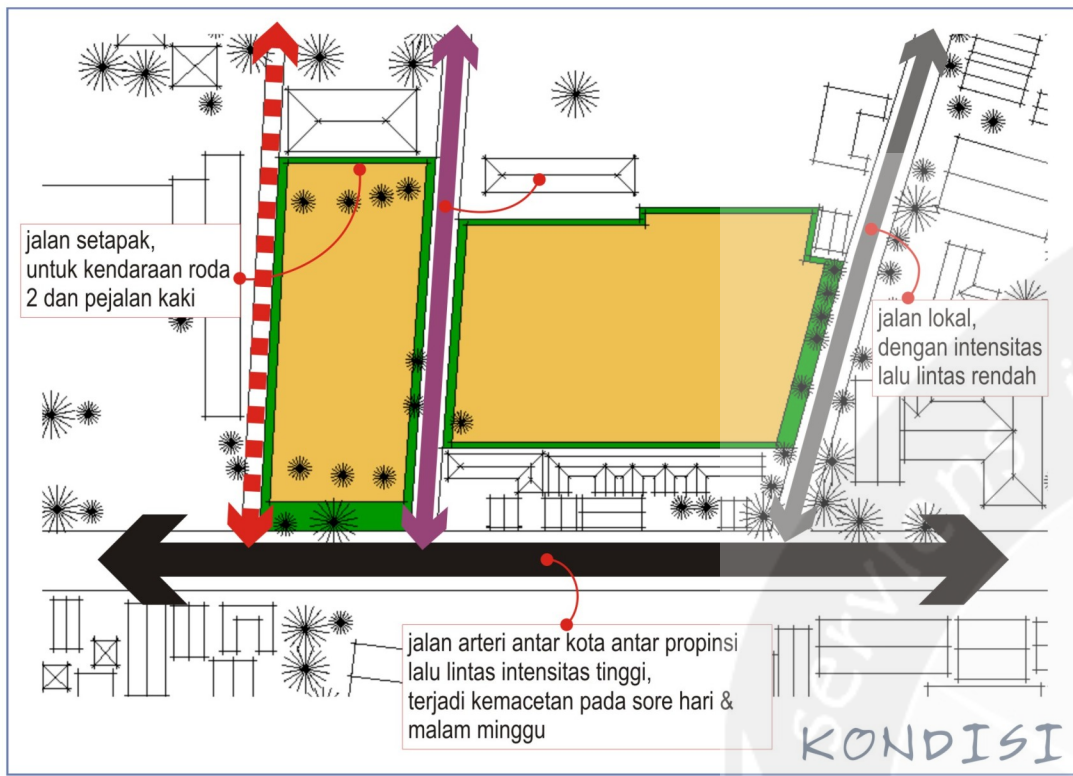 jalan setapak,
untuk kendaraan roda
2 dan pejalan kaki
jalan lokal,
dengan intensitas
lalu lintas rendah
jalan arteri antar kota antar propinsi
lalu lintas intensitas tinggi,
terjadi kemacetan pada sore hari &
malam minggu
KONDISI